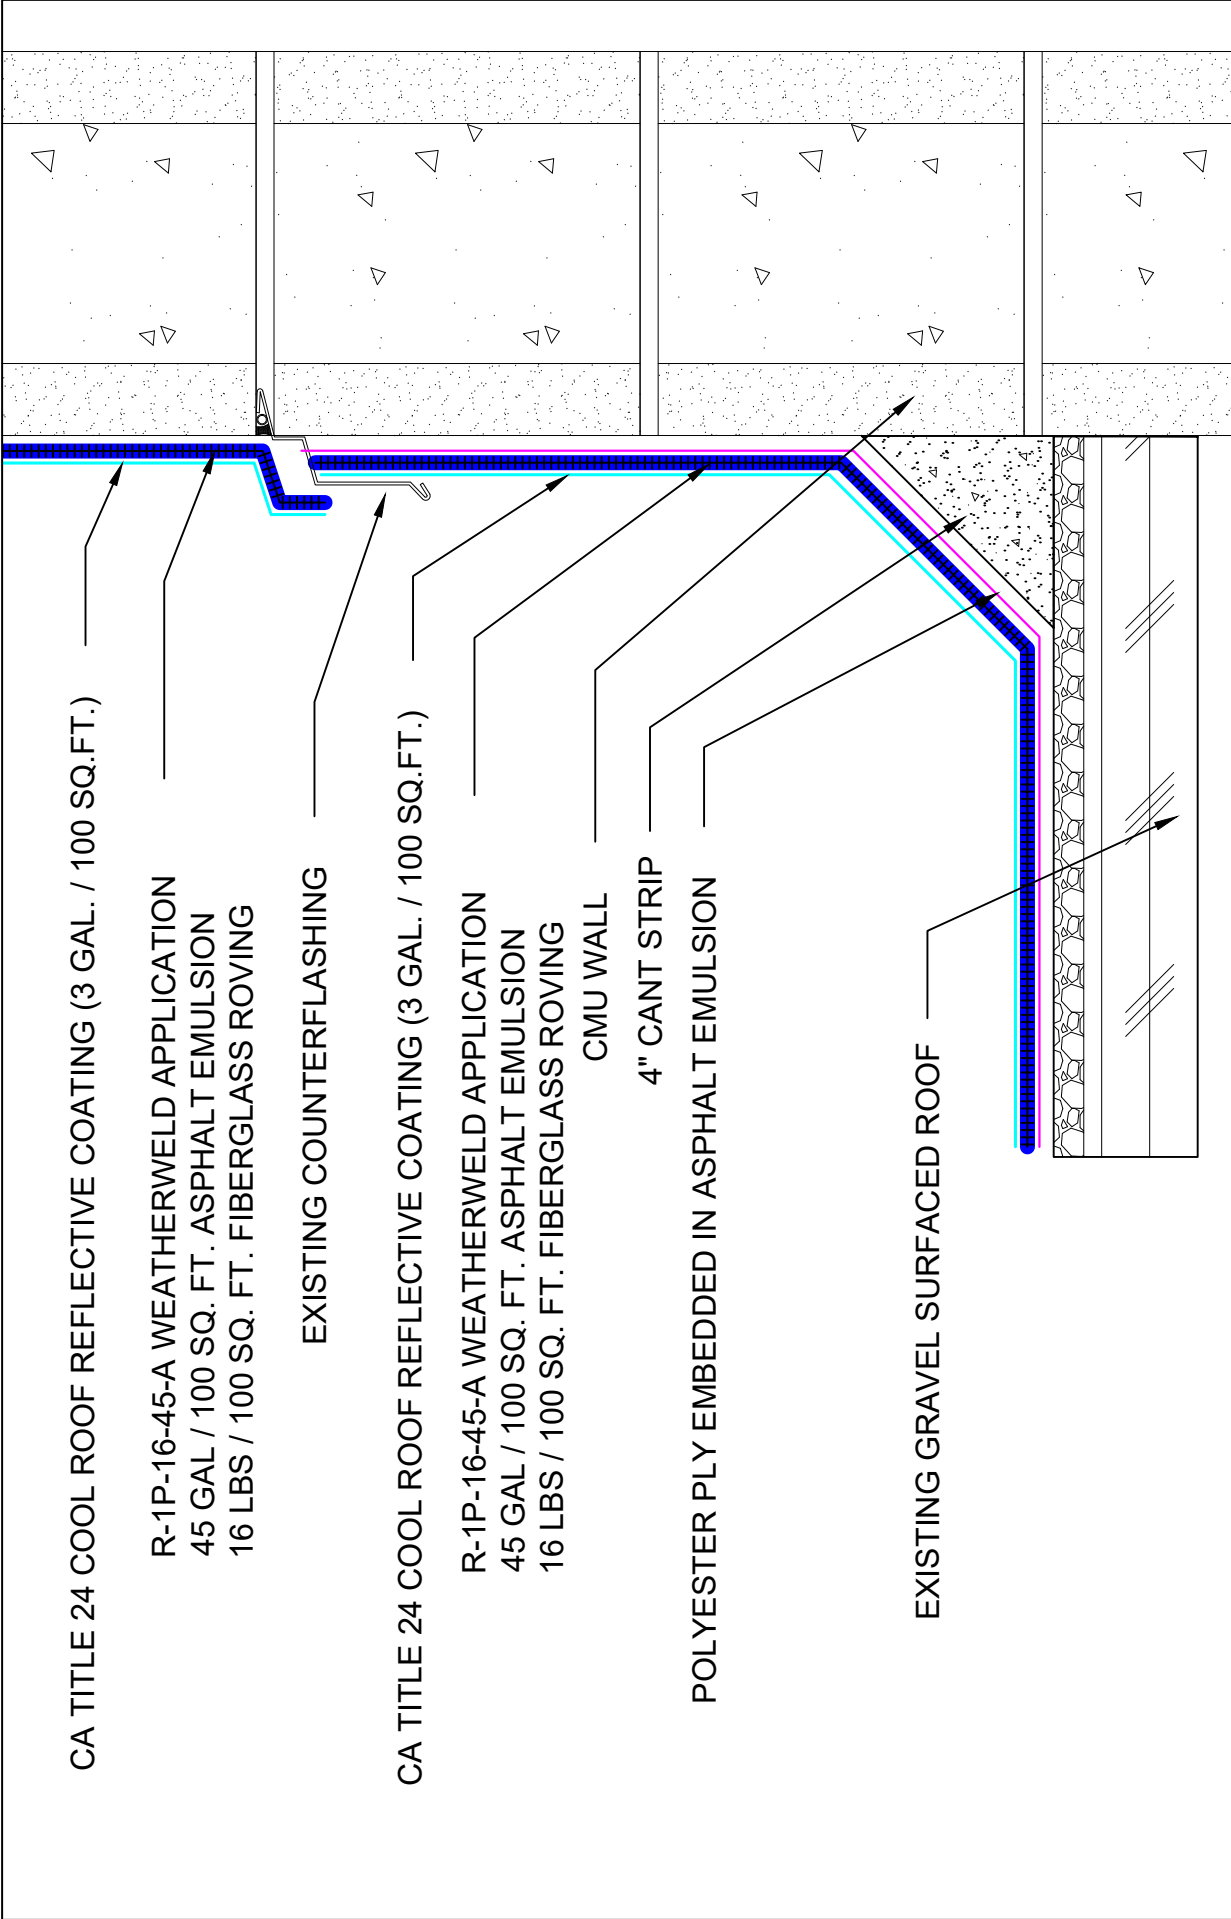 CA TITLE 24 COOL ROOF REFLECTIVE COATING (3 GAL. / 100 SQ.FT.)
R-1P-16-45-A WEATHERWELD APPLICATION
45 GAL / 100 SQ. FT. ASPHALT EMULSION
16 LBS / 100 SQ. FT. FIBERGLASS ROVING
EXISTING COUNTERFLASHING
CA TITLE 24 COOL ROOF REFLECTIVE COATING (3 GAL. / 100 SQ.FT.)
R-1P-16-45-A WEATHERWELD APPLICATION
45 GAL / 100 SQ. FT. ASPHALT EMULSION
16 LBS / 100 SQ. FT. FIBERGLASS ROVING
CMU WALL
4" CANT STRIP
POLYESTER PLY EMBEDDED IN ASPHALT EMULSION
EXISTING GRAVEL SURFACED ROOF